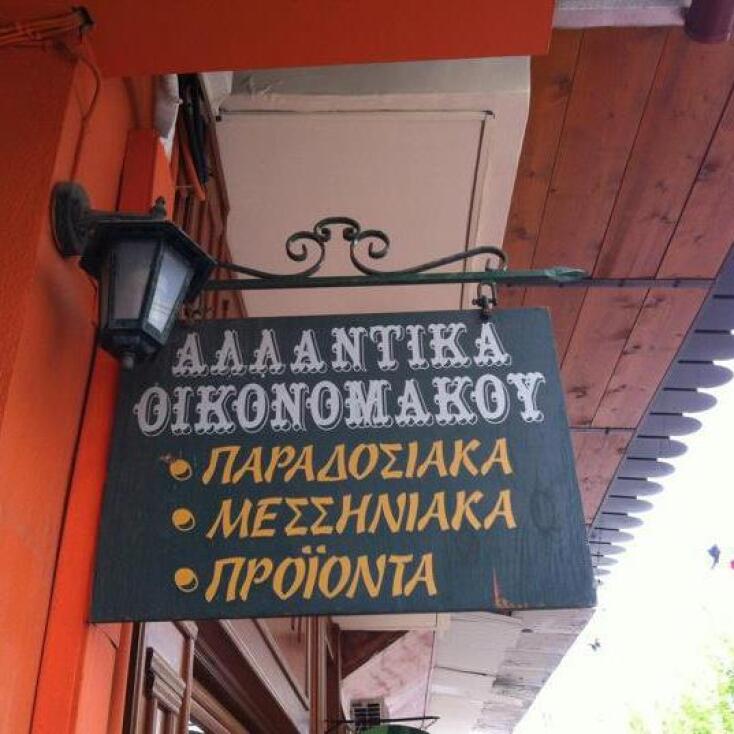 ΑΛΛΑΝΤΙΚΑ
ΟΙΚΟΝΟΜΑΚΟΥ
• ΠΑΡΑΔΟΣΙΑΚΑ
• ΜΕΣΣΗΝΙΑΚΑ
• ΠΡΟΪΟΝΤΑ